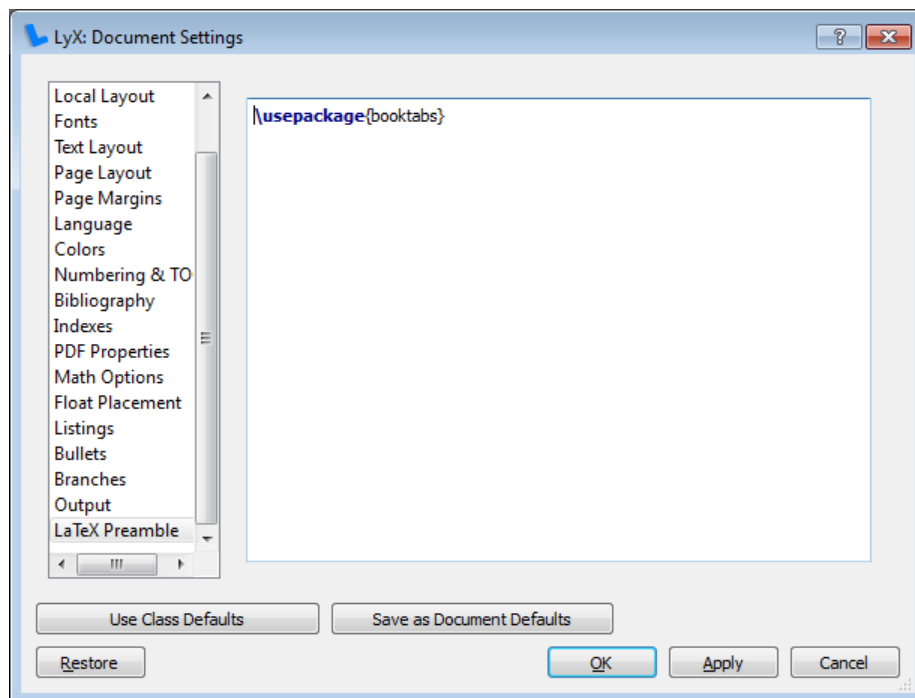 LyX: Document Settings
Local Layout
Fonts
Text Layout
Page Layout
Page Margins
Language
Colors
Numbering & TO
Bibliography
Indexes
PDF Properties
Math Options
Float Placement
Listings
Bullets
Branches
Output
LaTeX Preamble
\usepackage{booktabs}
Use Class Defaults
Save as Document Defaults
Restore
OK
Apply
Cancel